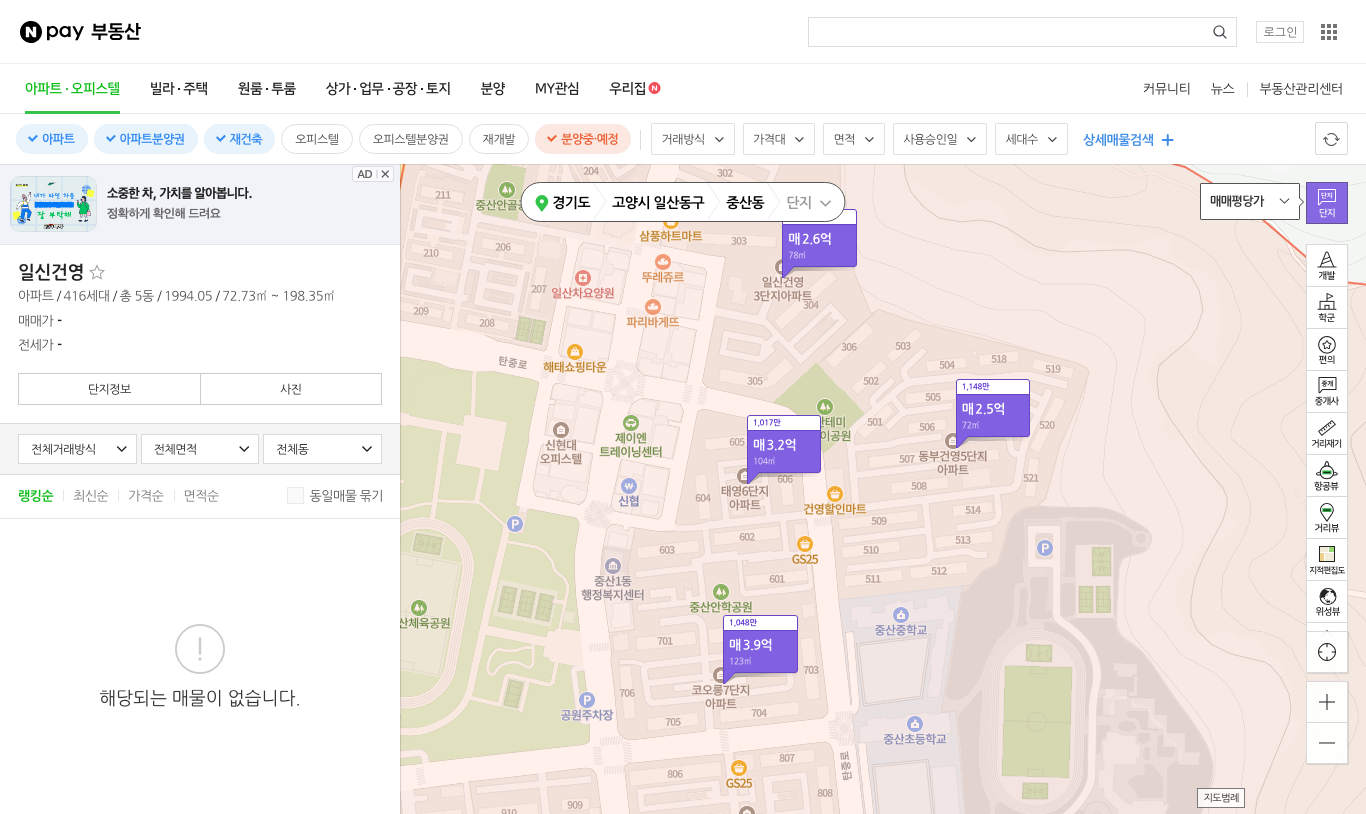 N pay 부동산
로그인
아파트·오피스텔
빌라·주택
원룸·투룸
상가·업무·공장·토지
분양
MY관심
우리집 N
커뮤니티
뉴스
부동산관리센터
아파트
아파트분양권
재건축
오피스텔
오피스텔분양권
재개발
분양중·예정
거래방식
가격대
면적
사용승인일
세대수
상세매물검색
AD
소중한 차, 가치를 알아봅니다.
정확하게 확인해 드려요
일신건영
아파트 / 416세대 / 총 5동 / 1994.05 / 72.73㎡ ~ 198.35㎡
매매가 -
전세가 -
단지정보
사진
전체거래방식
전체면적
전체동
랭킹순
최신순
가격순
면적순
동일매물 묶기
해당되는 매물이 없습니다.
경기도
고양시 일산동구
중산동
단지
매매평당가
단지
단지
개발
학군
편의
중개
중개사
거리재기
항공뷰
거리뷰
지적편집도
위성뷰
지도범례
211
204
302
중산안골공
삼풍하트마트
303
매 2.6억
78㎡
일신건영
3단지아파트
210
206
207
일산차요양원
뚜레쥬르
파리바게뜨
209
208
탄중로
해태쇼핑타운
304
306
503
504
518
519
305
502
505
506
520
1,148만
매 2.5억
72㎡
동부건영5단지
아파트
1,017만
매 3.2억
104㎡
태영6단지
아파트
605
606
604
501
507
508
514
신현대
오피스텔
제이엔
트레이닝센터
신협
건영할인마트
509
513
510
512
511
602
603
601
GS25
P
P
중산1동
행정복지센터
중산안학공원
산체육공원
중산중학교
1,048만
매 3.9억
123㎡
코오롱7단지
아파트
701
703
706
704
705
P
공원주차장
중산초등학교
탄중로
GS25
806
807
808
909
910